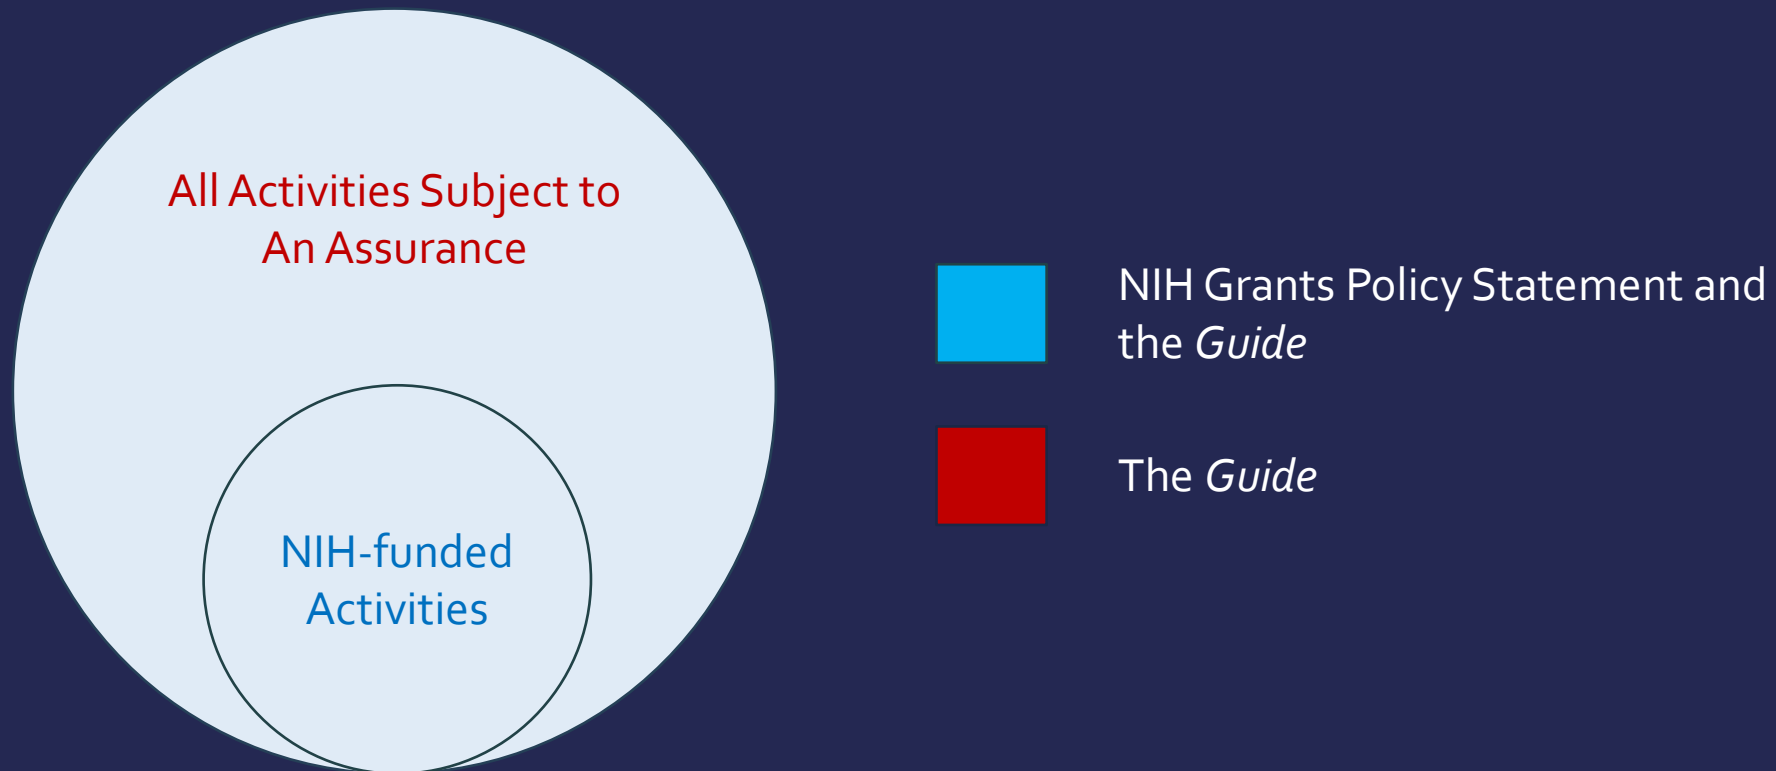 All Activities Subject to
An Assurance
NIH-funded
Activities
NIH Grants Policy Statement and
the Guide
The Guide